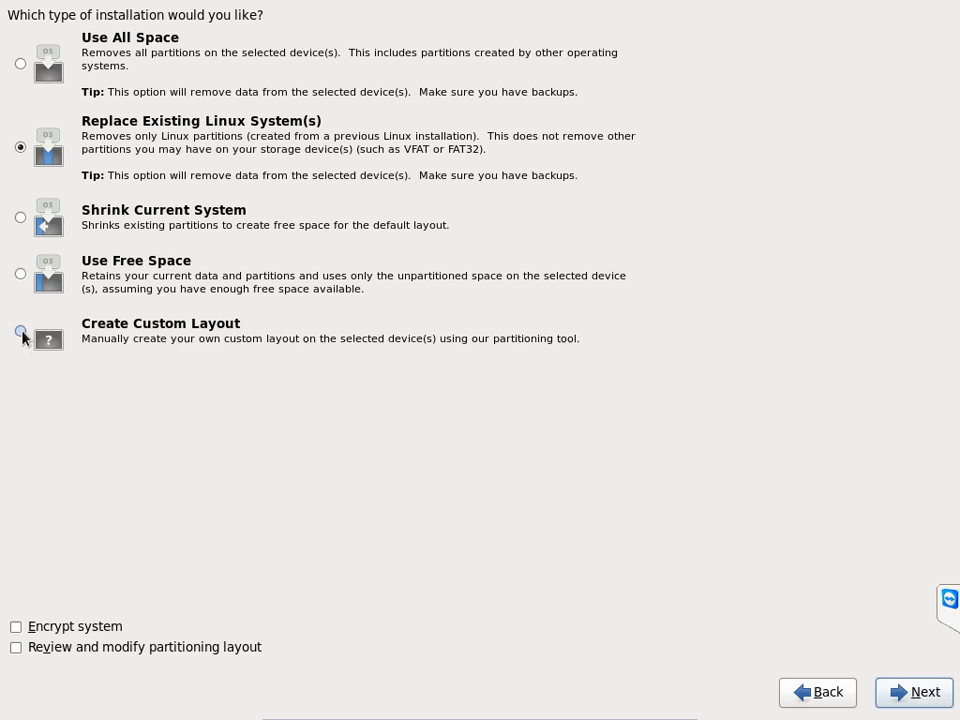 Which type of installation would you like?
Use All Space
Removes all partitions on the selected device(s).  This includes partitions created by other operating
systems.
Tip: This option will remove data from the selected device(s).  Make sure you have backups.
Replace Existing Linux System(s)
Removes only Linux partitions (created from a previous Linux installation).  This does not remove other
partitions you may have on your storage device(s) (such as VFAT or FAT32).
Tip: This option will remove data from the selected device(s).  Make sure you have backups.
Shrink Current System
Shrinks existing partitions to create free space for the default layout.
Use Free Space
Retains your current data and partitions and uses only the unpartitioned space on the selected device
(s), assuming you have enough free space available.
Create Custom Layout
Manually create your own custom layout on the selected device(s) using our partitioning tool.
OS
OS
OS
OS
?
Encrypt system
Review and modify partitioning layout
Back
Next